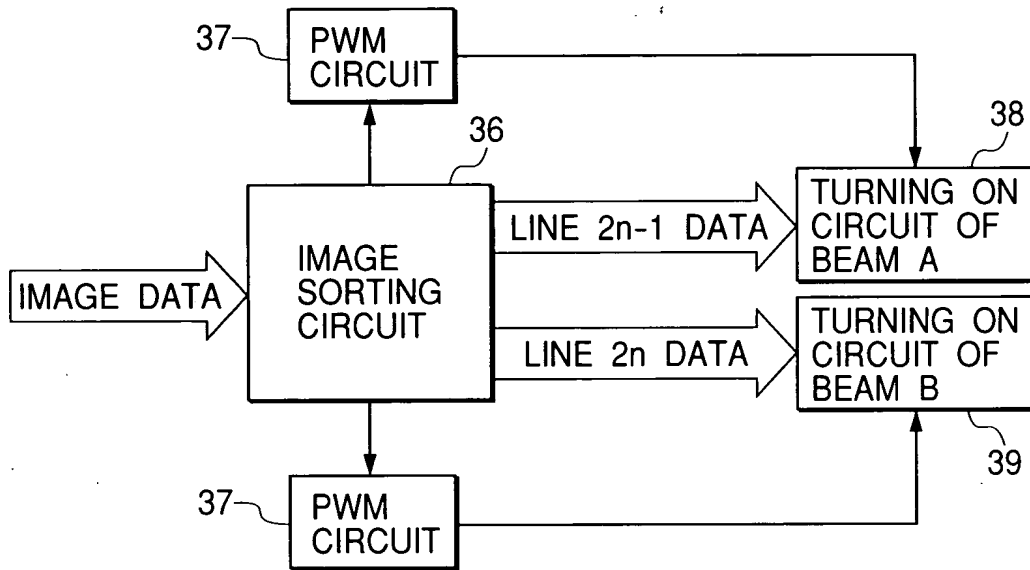 37
PWM
CIRCUIT
36
38
IMAGE DATA
IMAGE
SORTING
CIRCUIT
LINE 2n-1 DATA
TURNING ON
CIRCUIT OF
BEAM A
LINE 2n DATA
TURNING ON
CIRCUIT OF
BEAM B
39
37
PWM
CIRCUIT